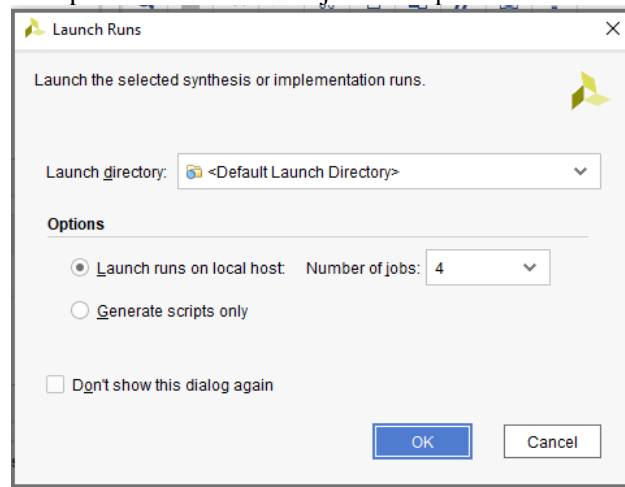 Launch Runs
Launch the selected synthesis or implementation runs.
Launch directory: <Default Launch Directory>
Options
Launch runs on local host: Number of jobs: 4
Generate scripts only
Don't show this dialog again
OK Cancel